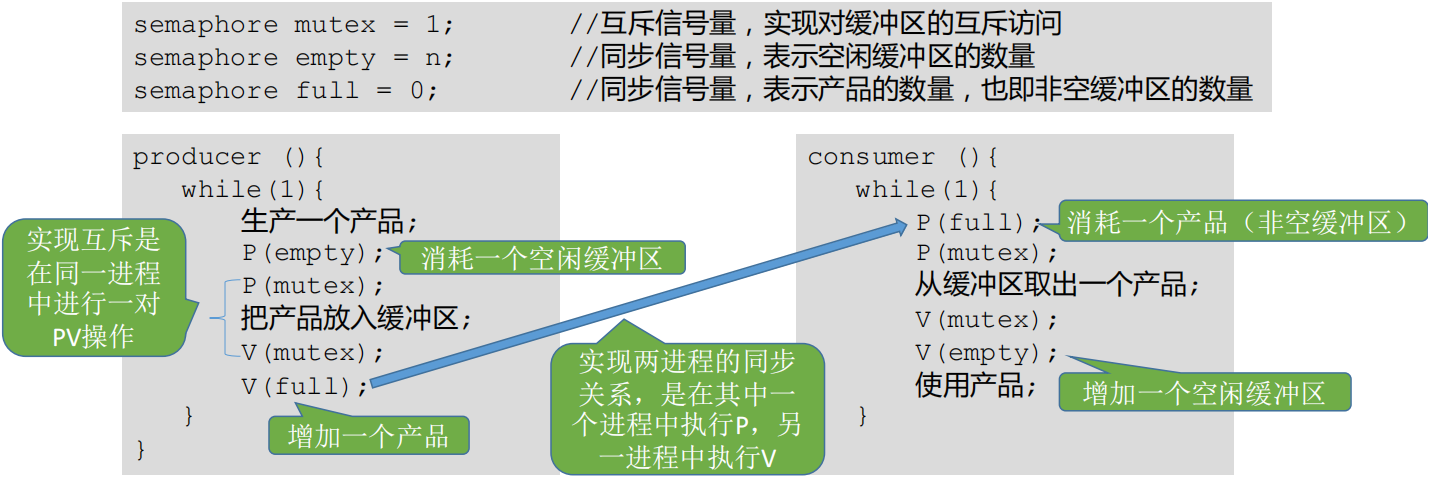 semaphore mutex = 1; //互斥信号量，实现对缓冲区的互斥访问
semaphore empty = n; //同步信号量，表示空闲缓冲区的数量
semaphore full = 0; //同步信号量，表示产品的数量，也即非空缓冲区的数量
producer (){
while(1){
生产一个产品;
P(empty);
消耗一个空闲缓冲区
P(mutex);
把产品放入缓冲区;
V(mutex);
V(full);
增加一个产品
}
}
实现互斥是
在同一进程
中进行一对
PV操作
实现两进程的同步
关系，是在其中一
个进程中执行P，另
一进程中执行V
consumer (){
while(1){
P(full);
消耗一个产品（非空缓冲区）
P(mutex);
从缓冲区取出一个产品;
V(mutex);
V(empty);
增加一个空闲缓冲区
使用产品;
}